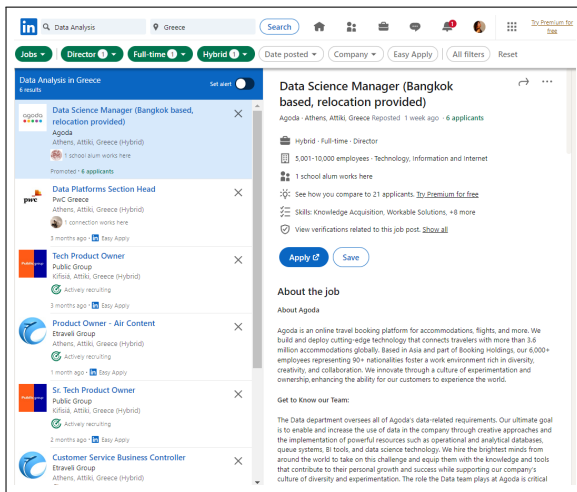 in
Data Analysis
Greece
Search
1
Try Premium for
free
Jobs
Director 1
Full-time 1
Hybrid 1
Date posted
Company
Easy Apply
All filters
Reset
Data Analysis in Greece
6 results
Set alert
agoda
Data Science Manager (Bangkok based,
relocation provided)
Agoda
Athens, Attiki, Greece (Hybrid)
1 school alum works here
Promoted · 6 applicants
pwc
Data Platforms Section Head
PwC Greece
Athens, Attiki, Greece (Hybrid)
1 connection works here
3 months ago · in Easy Apply
Tech Product Owner
Public Group
Kifisiá, Attiki, Greece (Hybrid)
Actively recruiting
3 months ago · in Easy Apply
Product Owner - Air Content
Etraveli Group
Athens, Attiki, Greece (Hybrid)
Actively recruiting
1 month ago · in Easy Apply
Sr. Tech Product Owner
Public Group
Kifisiá, Attiki, Greece (Hybrid)
Actively recruiting
2 months ago · in Easy Apply
Customer Service Business Controller
Etraveli Group
Data Science Manager (Bangkok
based, relocation provided)
Agoda · Athens, Attiki, Greece Reposted 1 week ago · 6 applicants
Hybrid · Full-time · Director
5,001-10,000 employees · Technology, Information and Internet
1 school alum works here
See how you compare to 21 applicants. Try Premium for free
Skills: Knowledge Acquisition, Workable Solutions, +8 more
View verifications related to this job post. Show all
Apply
Save
About the job
About Agoda
Agoda is an online travel booking platform for accommodations, flights, and more. We
build and deploy cutting-edge technology that connects travelers with more than 3.6
million accommodations globally. Based in Asia and part of Booking Holdings, our 6,000+
employees representing 90+ nationalities foster a work environment rich in diversity,
creativity, and collaboration. We innovate through a culture of experimentation and
ownership, enhancing the ability for our customers to experience the world.
Get to Know our Team:
The Data department oversees all of Agoda's data-related requirements. Our ultimate goal
is to enable and increase the use of data in the company through creative approaches and
the implementation of powerful resources such as operational and analytical databases,
queue systems, BI tools, and data science technology. We hire the brightest minds from
around the world to take on this challenge and equip them with the knowledge and tools
that contribute to their personal growth and success while supporting our company's
culture of diversity and experimentation. The role the Data team plays at Agoda is critical